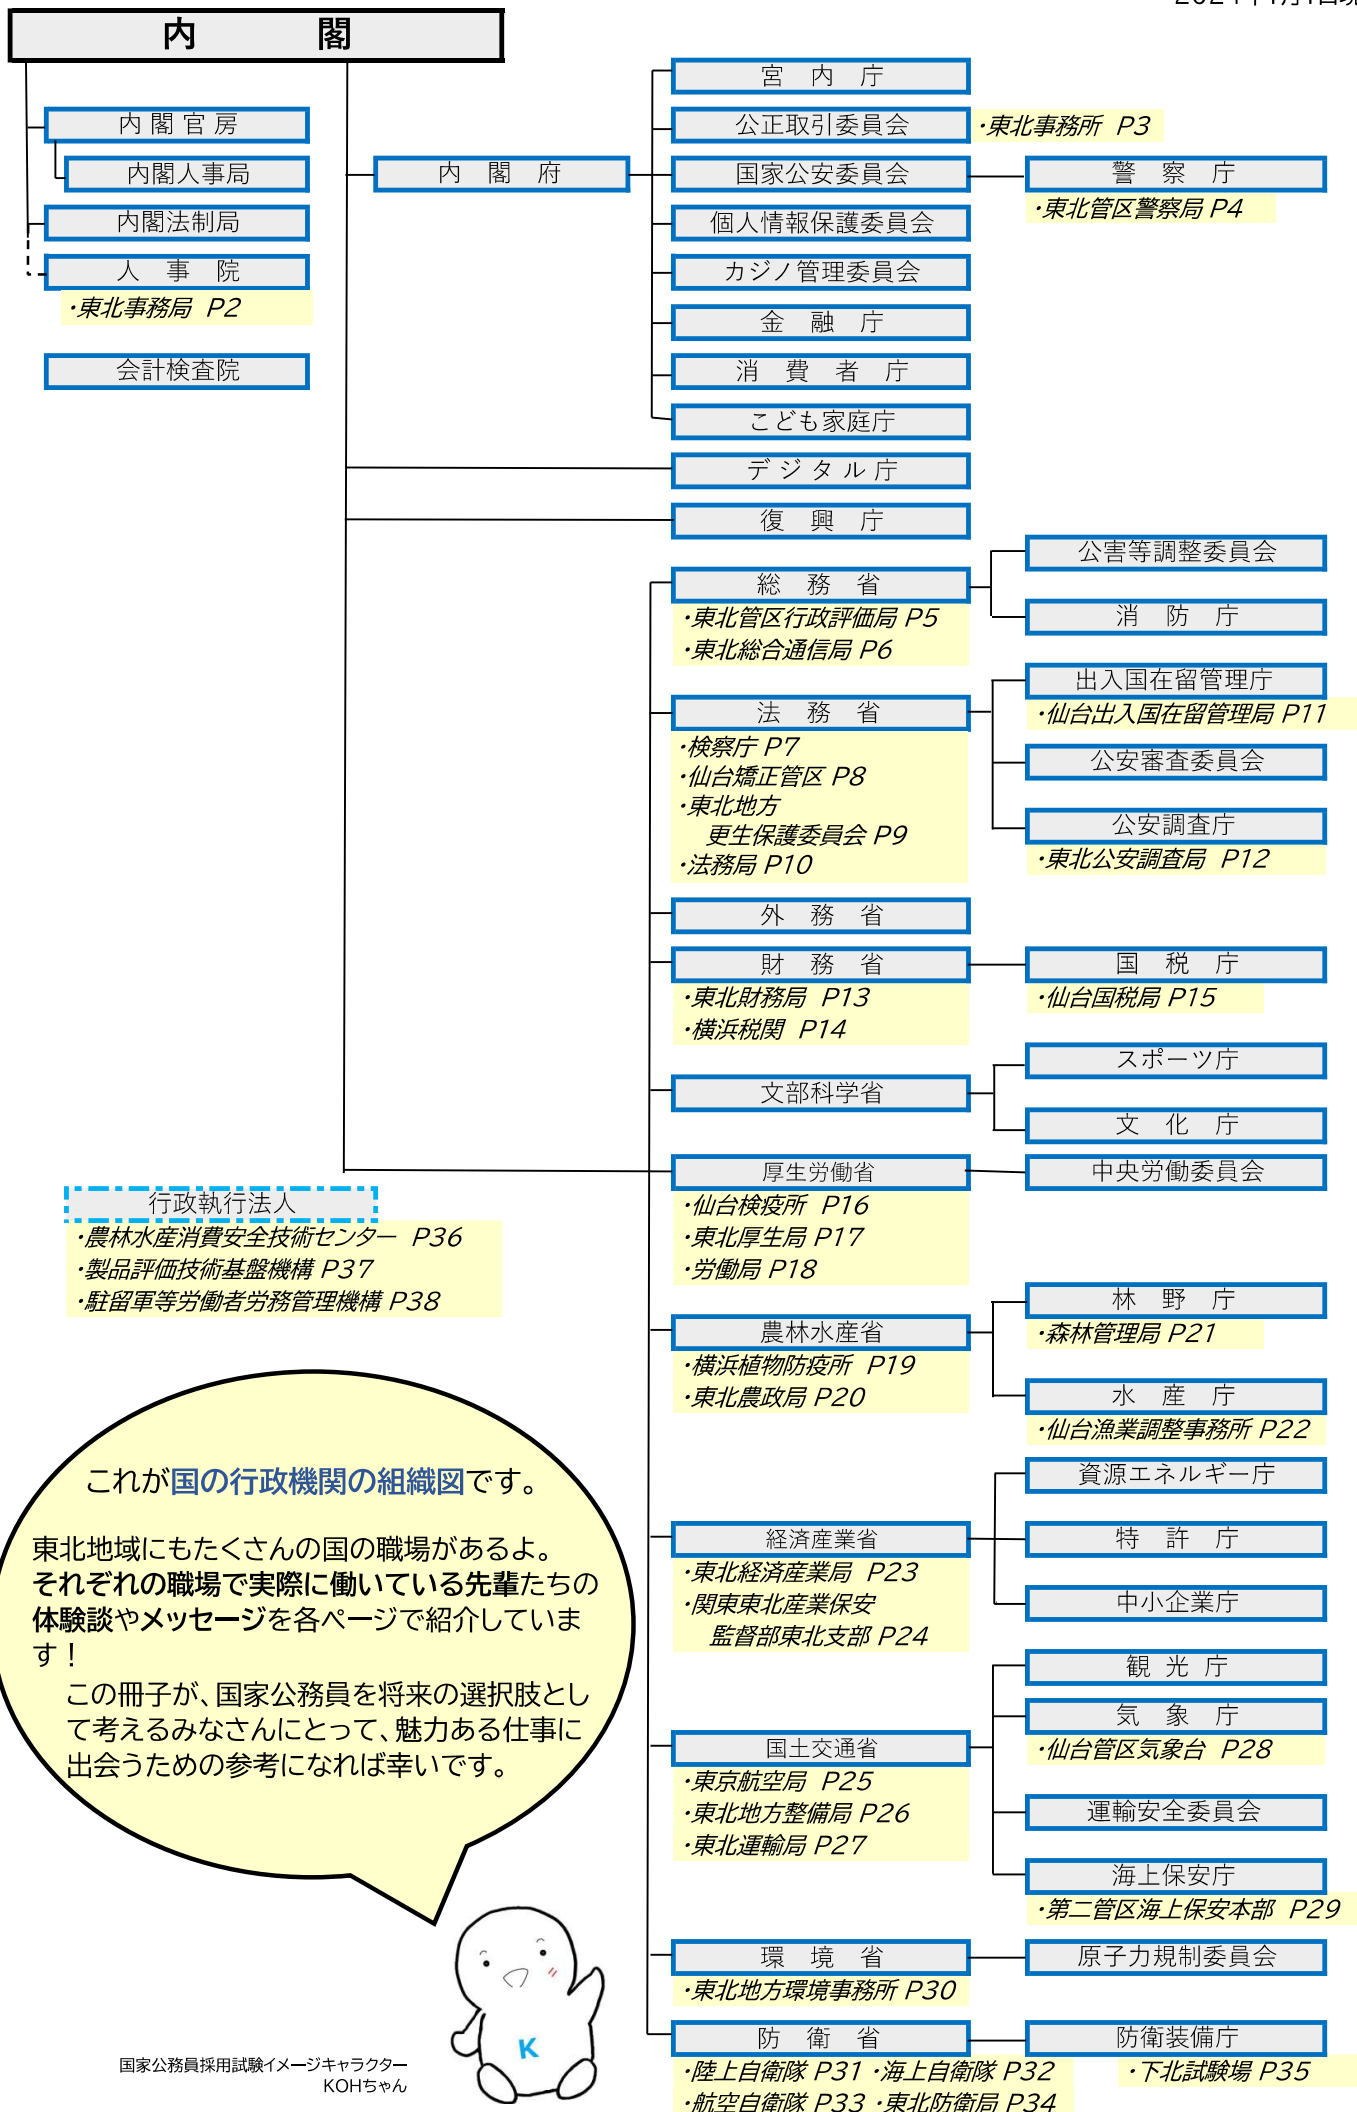 内　閣
内閣官房
内閣人事局
内閣法制局
人　事　院
・東北事務局 P2
会計検査院
内　閣　府
宮　内　庁
公正取引委員会
・東北事務所 P3
国家公安委員会
警　察　庁
・東北管区警察局 P4
個人情報保護委員会
カジノ管理委員会
金　融　庁
消　費　者　庁
こども家庭庁
デジタル庁
復　興　庁
総　務　省
・東北管区行政評価局 P5
・東北総合通信局 P6
公害等調整委員会
消　防　庁
法　務　省
・検察庁 P7
・仙台矯正管区 P8
・東北地方
更生保護委員会 P9
・法務局 P10
出入国在留管理庁
・仙台出入国在留管理局 P11
公安審査委員会
公安調査庁
・東北公安調査局 P12
外　務　省
財　務　省
・東北財務局 P13
・横浜税関 P14
国　税　庁
・仙台国税局 P15
文部科学省
スポーツ庁
文　化　庁
厚生労働省
・仙台検疫所 P16
・東北厚生局 P17
・労働局 P18
中央労働委員会
行政執行法人
・農林水産消費安全技術センター P36
・製品評価技術基盤機構 P37
・駐留軍等労働者労務管理機構 P38
農林水産省
・横浜植物防疫所 P19
・東北農政局 P20
林　野　庁
・森林管理局 P21
水　産　庁
・仙台漁業調整事務所 P22
経済産業省
・東北経済産業局 P23
・関東東北産業保安
監督部東北支部 P24
資源エネルギー庁
特　許　庁
中小企業庁
国土交通省
・東京航空局 P25
・東北地方整備局 P26
・東北運輸局 P27
観　光　庁
気　象　庁
・仙台管区気象台 P28
運輸安全委員会
海上保安庁
・第二管区海上保安本部 P29
環　境　省
・東北地方環境事務所 P30
原子力規制委員会
防　衛　省
・陸上自衛隊 P31 ・海上自衛隊 P32
・航空自衛隊 P33 ・東北防衛局 P34
防衛装備庁
・下北試験場 P35
これが国の行政機関の組織図です。
東北地域にもたくさんの国の職場があるよ。
それぞれの職場で実際に働いている先輩たちの
体験談やメッセージを各ページで紹介していま
す！
この冊子が、国家公務員を将来の選択肢とし
て考えるみなさんにとって、魅力ある仕事に
出会うための参考になれば幸いです。
K
国家公務員採用試験イメージキャラクター
KOHちゃん